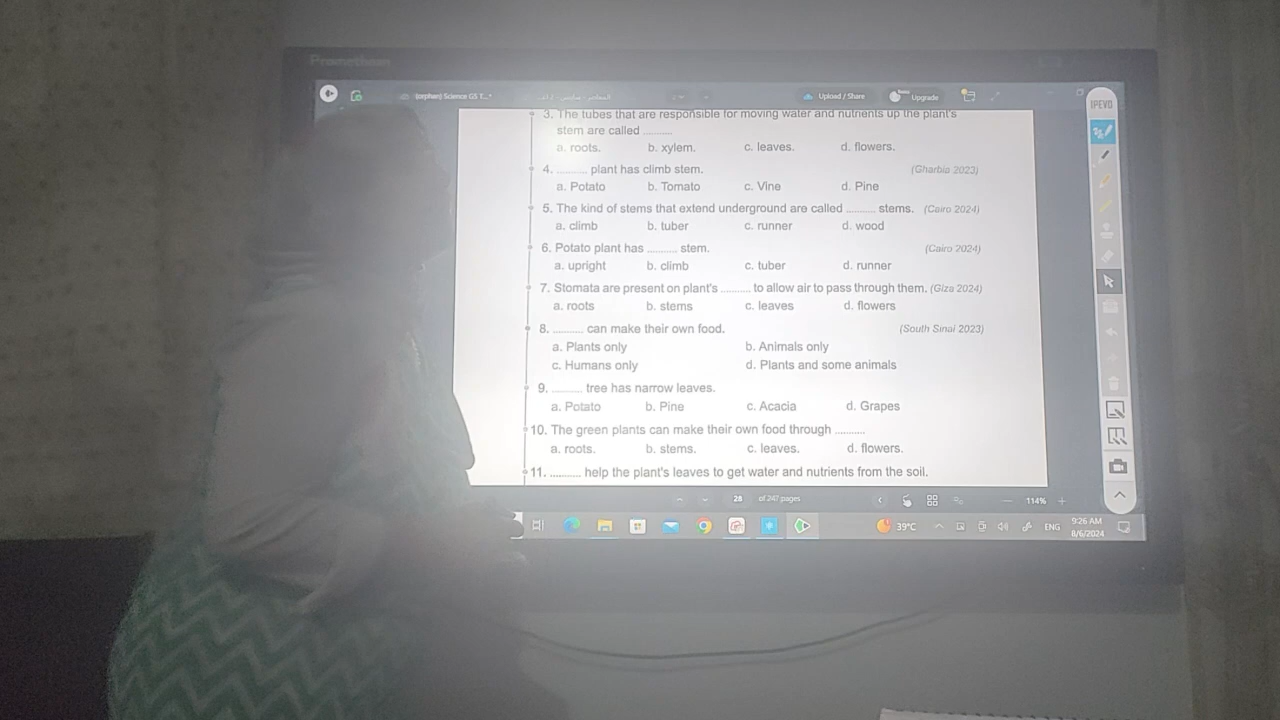 Promethean
(orphan) Science G5 T...*
Upload / Share
Upgrade
IPEVO
3. The tubes that are responsible for moving water and nutrients up the plant's
stem are called ..........
a. roots. b. xylem. c. leaves. d. flowers.
4. .......... plant has climb stem. (Gharbia 2023)
a. Potato b. Tomato c. Vine d. Pine
5. The kind of stems that extend underground are called .......... stems. (Cairo 2024)
a. climb b. tuber c. runner d. wood
6. Potato plant has .......... stem. (Cairo 2024)
a. upright b. climb c. tuber d. runner
7. Stomata are present on plant's .......... to allow air to pass through them. (Giza 2024)
a. roots b. stems c. leaves d. flowers
8. .......... can make their own food. (South Sinai 2023)
a. Plants only b. Animals only
c. Humans only d. Plants and some animals
9. .......... tree has narrow leaves.
a. Potato b. Pine c. Acacia d. Grapes
10. The green plants can make their own food through ..........
a. roots. b. stems. c. leaves. d. flowers.
11. .......... help the plant's leaves to get water and nutrients from the soil.
28 of 247 pages 114%
39°C ENG 9:26 AM
8/6/2024